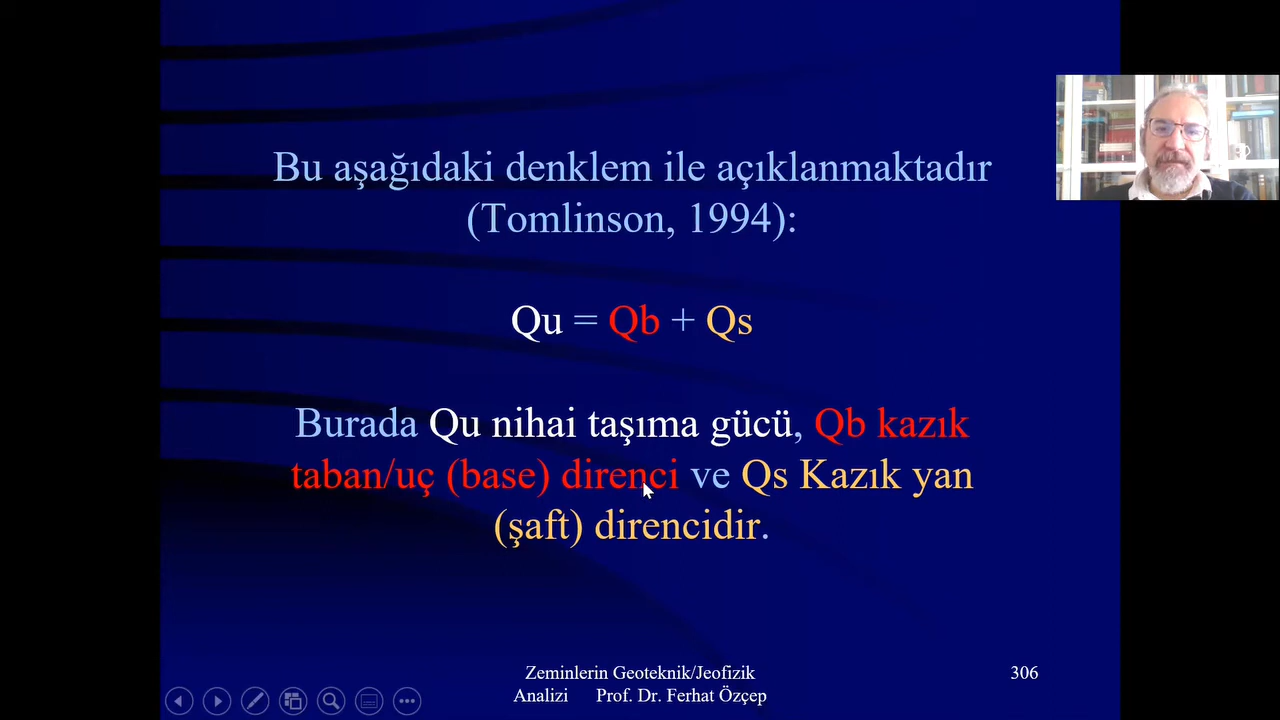 Bu aşağıdaki denklem ile açıklanmaktadır
(Tomlinson, 1994):
Qu = Qb + Qs
Burada Qu nihai taşıma gücü, Qb kazık
taban/uç (base) direnci ve Qs Kazık yan
(şaft) direncidir.
Zeminlerin Geoteknik/Jeofizik
Analizi Prof. Dr. Ferhat Özçep
306